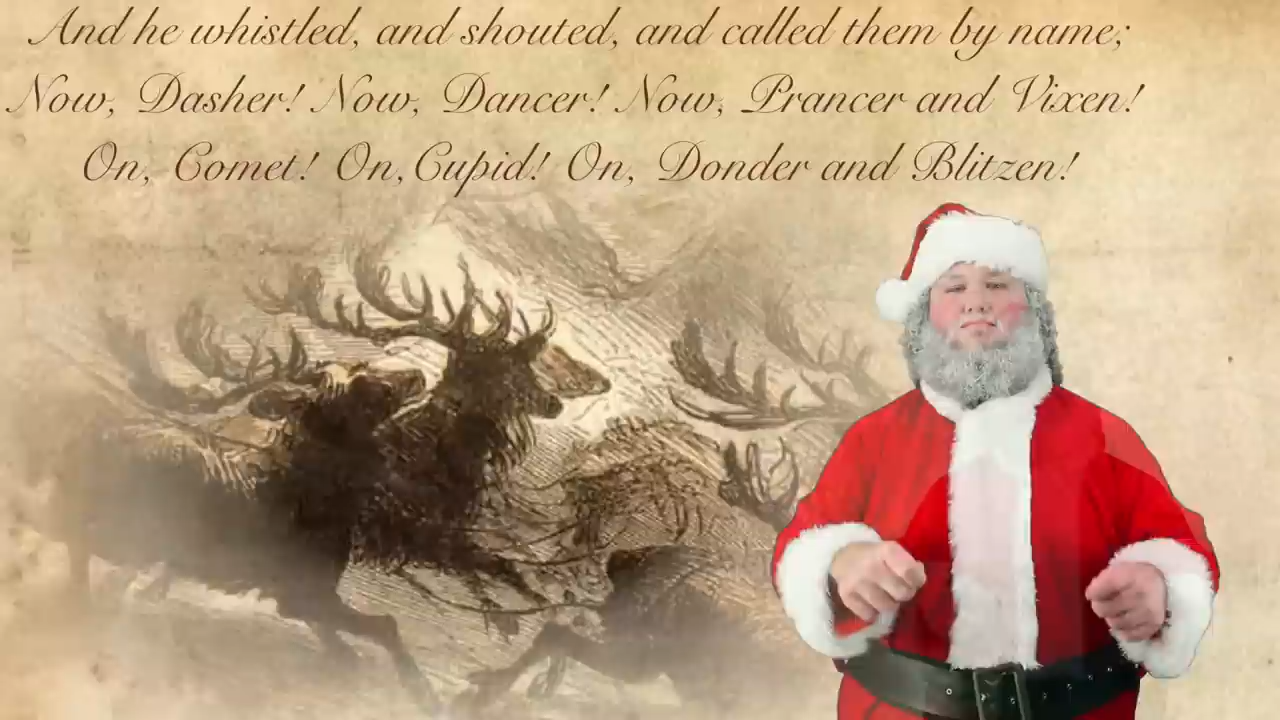 And he whistled, and shouted, and called them by name;
Now, Dasher! Now, Dancer! Now, Prancer and Vixen!
On, Comet! On, Cupid! On, Donder and Blitzen!